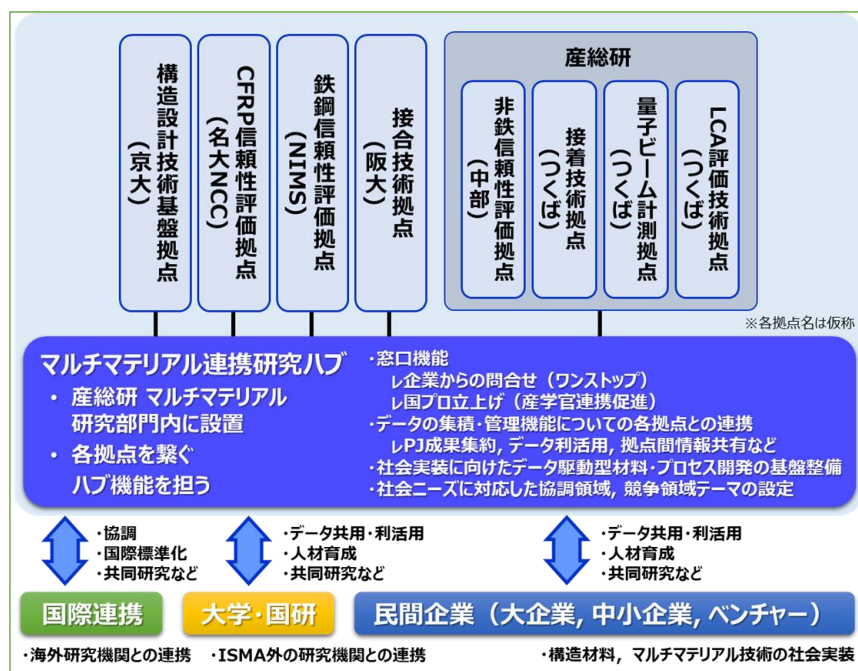 構造設計技術基盤拠点
(京大)
CFRP信頼性評価拠点
(名大NCC)
鉄鋼信頼性評価拠点
(NIMS)
接合技術拠点
(阪大)
産総研
非鉄信頼性評価拠点
(中部)
接着技術拠点
(つくば)
量子ビーム計測拠点
(つくば)
LCA評価技術拠点
(つくば)
※各拠点名は仮称
マルチマテリアル連携研究ハブ
・ 産総研 マルチマテリアル
研究部門内に設置
・ 各拠点を繋ぐ
ハブ機能を担う
・窓口機能
レ企業からの問合せ（ワンストップ）
レ国プロ立上げ（産学官連携促進）
・データの集積・管理機能についての各拠点との連携
レPJ成果集約, データ利活用, 拠点間情報共有など
・社会実装に向けたデータ駆動型材料・プロセス開発の基盤整備
・社会ニーズに対応した協調領域, 競争領域テーマの設定
・協調
・国際標準化
・共同研究など
・データ共用・利活用
・人材育成
・共同研究など
・データ共用・利活用
・人材育成
・共同研究など
国際連携
大学・国研
民間企業（大企業, 中小企業, ベンチャー）
・海外研究機関との連携
・ISMA外の研究機関との連携
・構造材料, マルチマテリアル技術の社会実装